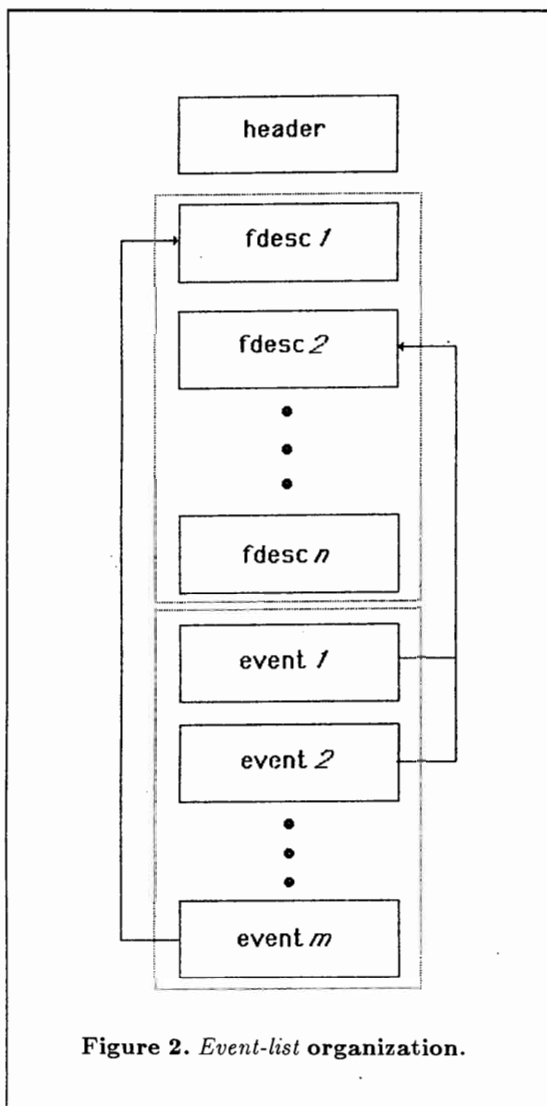 header
fdesc 1
fdesc 2
fdesc n
event 1
event 2
event m
Figure 2. Event-list organization.